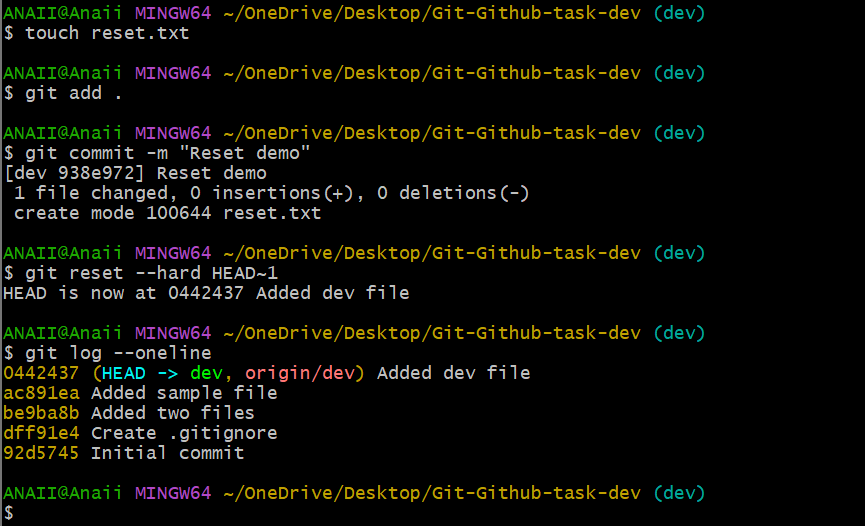 ANAII@Anaii MINGW64 ~/OneDrive/Desktop/Git-Github-task-dev (dev)
$ touch reset.txt
ANAII@Anaii MINGW64 ~/OneDrive/Desktop/Git-Github-task-dev (dev)
$ git add .
ANAII@Anaii MINGW64 ~/OneDrive/Desktop/Git-Github-task-dev (dev)
$ git commit -m "Reset demo"
[dev 938e972] Reset demo
 1 file changed, 0 insertions(+), 0 deletions(-)
 create mode 100644 reset.txt
ANAII@Anaii MINGW64 ~/OneDrive/Desktop/Git-Github-task-dev (dev)
$ git reset --hard HEAD~1
HEAD is now at 0442437 Added dev file
ANAII@Anaii MINGW64 ~/OneDrive/Desktop/Git-Github-task-dev (dev)
$ git log --oneline
0442437 (HEAD -> dev, origin/dev) Added dev file
ac891ea Added sample file
be9ba8b Added two files
dff91e4 Create .gitignore
92d5745 Initial commit
ANAII@Anaii MINGW64 ~/OneDrive/Desktop/Git-Github-task-dev (dev)
$